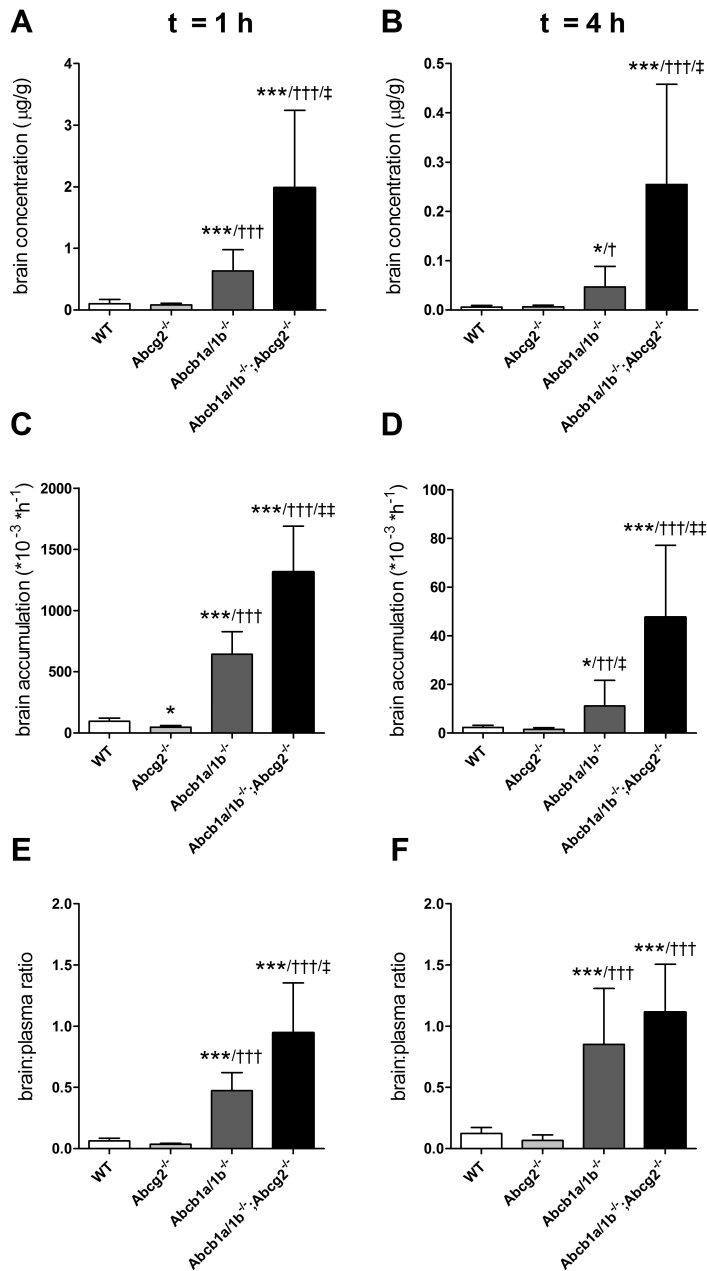 A t = 1 h
brain concentration (μg/g)
4
3
2
1
0
***/†††
***/†††/‡
WT
Abcg2-/-
Abcb1a/1b-/-
Abcb1a/1b-/-;Abcg2-/-
B t = 4 h
brain concentration (μg/g)
0.5
0.4
0.3
0.2
0.1
0.0
*/†
***/†††/‡
WT
Abcg2-/-
Abcb1a/1b-/-
Abcb1a/1b-/-;Abcg2-/-
C
brain accumulation (*10-3 *h-1)
2000
1500
1000
500
0
*
***/†††
***/†††/‡‡
WT
Abcg2-/-
Abcb1a/1b-/-
Abcb1a/1b-/-;Abcg2-/-
D
brain accumulation (*10-3 *h-1)
100
80
60
40
20
0
*/††/‡
***/†††/‡‡
WT
Abcg2-/-
Abcb1a/1b-/-
Abcb1a/1b-/-;Abcg2-/-
E
brain:plasma ratio
2.0
1.5
1.0
0.5
0.0
***/†††
***/†††/‡
WT
Abcg2-/-
Abcb1a/1b-/-
Abcb1a/1b-/-;Abcg2-/-
F
brain:plasma ratio
2.0
1.5
1.0
0.5
0.0
***/†††
***/†††
WT
Abcg2-/-
Abcb1a/1b-/-
Abcb1a/1b-/-;Abcg2-/-